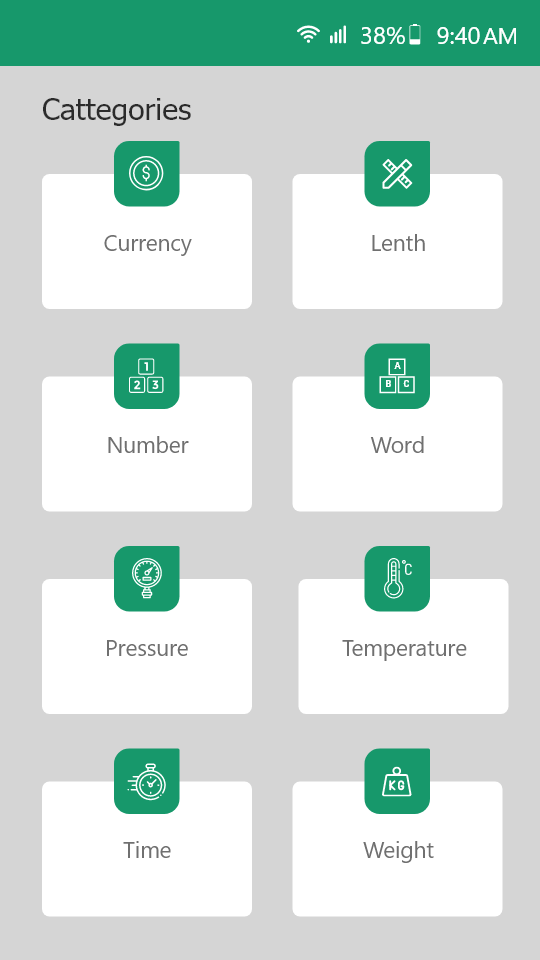 38% 9:40 AM
Cattegories
$
Currency
Lenth
1
2 3
Number
A
B C
Word
Pressure
°C
Temperature
Time
KG
Weight